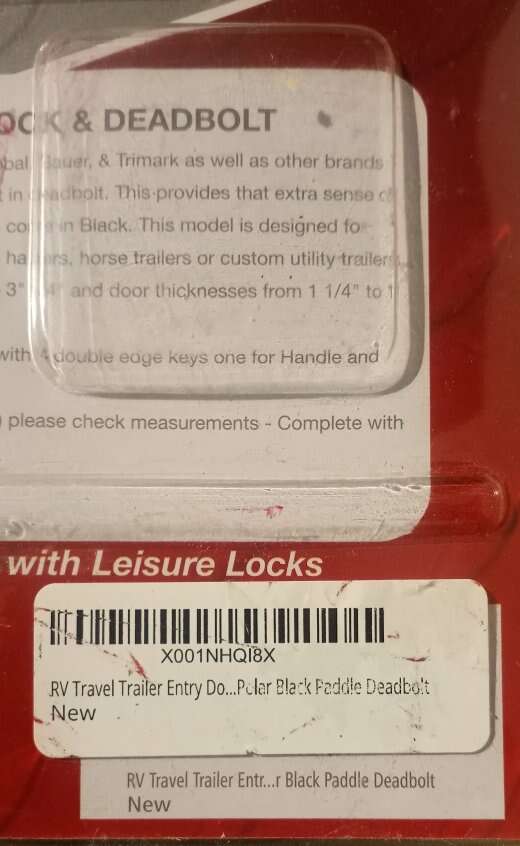 OCK & DEADBOLT
bal, Bauer, & Trimark as well as other brands
t in deadbolt. This provides that extra sense of
in Black. This model is designed fo
horse trailers or custom utility trailers
3" and door thicknesses from 1 1/4" to 1
with 4 double edge keys one for Handle and
) please check measurements - Complete with
with Leisure Locks
X001NHQI8X
RV Travel Trailer Entry Do...Polar Black Paddle Deadbolt
New
RV Travel Trailer Entr...r Black Paddle Deadbolt
New